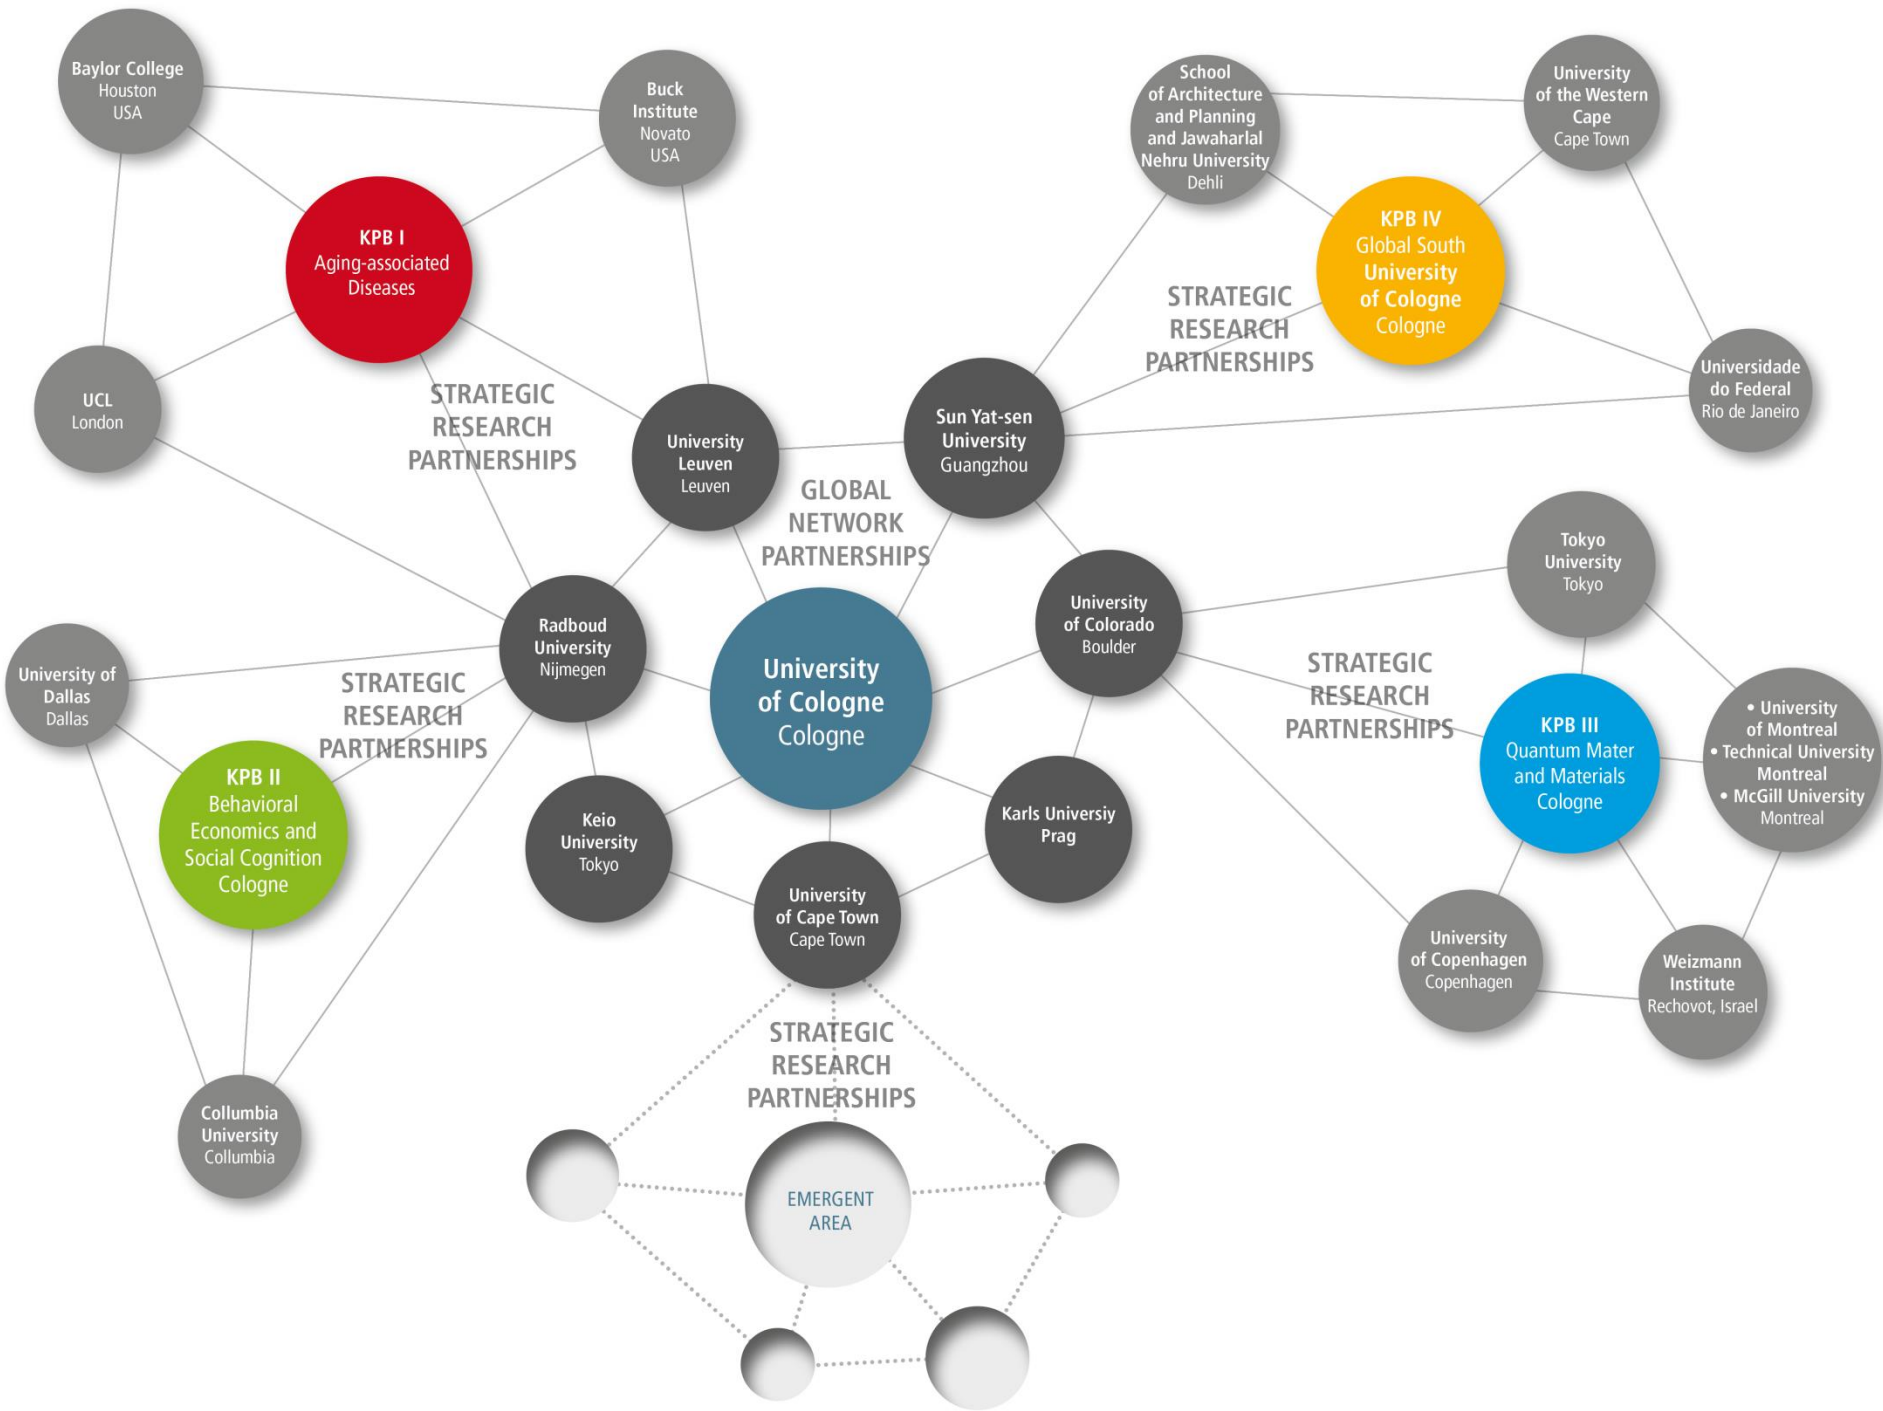 Baylor College
Houston
USA
Buck
Institute
Novato
USA
School
of Architecture
and Planning
and Jawaharlal
Nehru University
Dehli
University
of the Western
Cape
Cape Town
KPB I
Aging-associated
Diseases
KPB IV
Global South
University
of Cologne
Cologne
STRATEGIC
RESEARCH
PARTNERSHIPS
UCL
London
STRATEGIC
RESEARCH
PARTNERSHIPS
University
Leuven
Leuven
Sun Yat-sen
University
Guangzhou
Universidade
do Federal
Rio de Janeiro
GLOBAL
NETWORK
PARTNERSHIPS
Tokyo
University
Tokyo
Radboud
University
Nijmegen
University
of Colorado
Boulder
University
of Cologne
Cologne
University of
Dallas
Dallas
STRATEGIC
RESEARCH
PARTNERSHIPS
STRATEGIC
RESEARCH
PARTNERSHIPS
KPB III
Quantum Mater
and Materials
Cologne
• University
of Montreal
• Technical University
Montreal
• McGill University
Montreal
KPB II
Behavioral
Economics and
Social Cognition
Cologne
Keio
University
Tokyo
Karls Universiy
Prag
University
of Cape Town
Cape Town
University
of Copenhagen
Copenhagen
Weizmann
Institute
Rechovot, Israel
STRATEGIC
RESEARCH
PARTNERSHIPS
Collumbia
University
Collumbia
EMERGENT
AREA